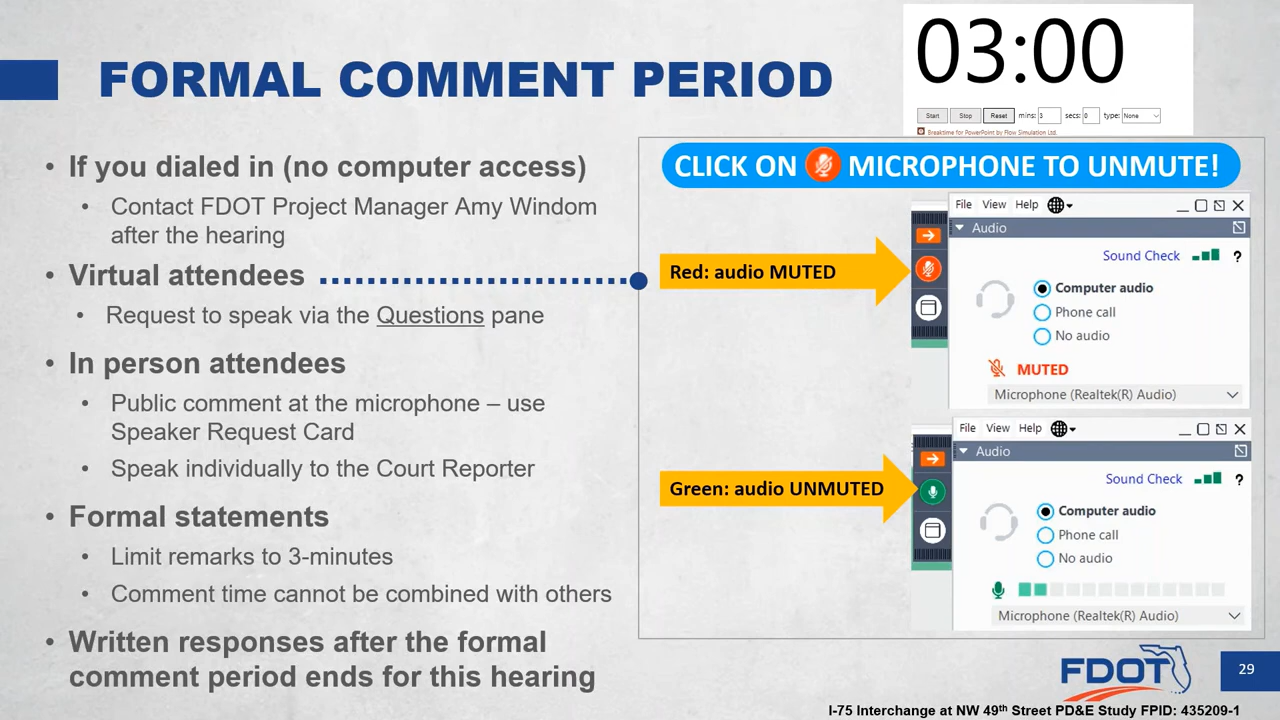 FORMAL COMMENT PERIOD
03:00
Start Stop Reset mins: 3 secs: 0 type: None
Breaktime for PowerPoint by Flow Simulation Ltd.
• If you dialed in (no computer access)
• Contact FDOT Project Manager Amy Windom
after the hearing
• Virtual attendees
• Request to speak via the Questions pane
• In person attendees
• Public comment at the microphone – use
Speaker Request Card
• Speak individually to the Court Reporter
• Formal statements
• Limit remarks to 3-minutes
• Comment time cannot be combined with others
• Written responses after the formal
comment period ends for this hearing
CLICK ON MICROPHONE TO UNMUTE!
Red: audio MUTED
File View Help
Audio
Sound Check ?
Computer audio
Phone call
No audio
MUTED
Microphone (Realtek(R) Audio)
Green: audio UNMUTED
File View Help
Audio
Sound Check ?
Computer audio
Phone call
No audio
Microphone (Realtek(R) Audio)
FDOT
29
I-75 Interchange at NW 49th Street PD&E Study FPID: 435209-1